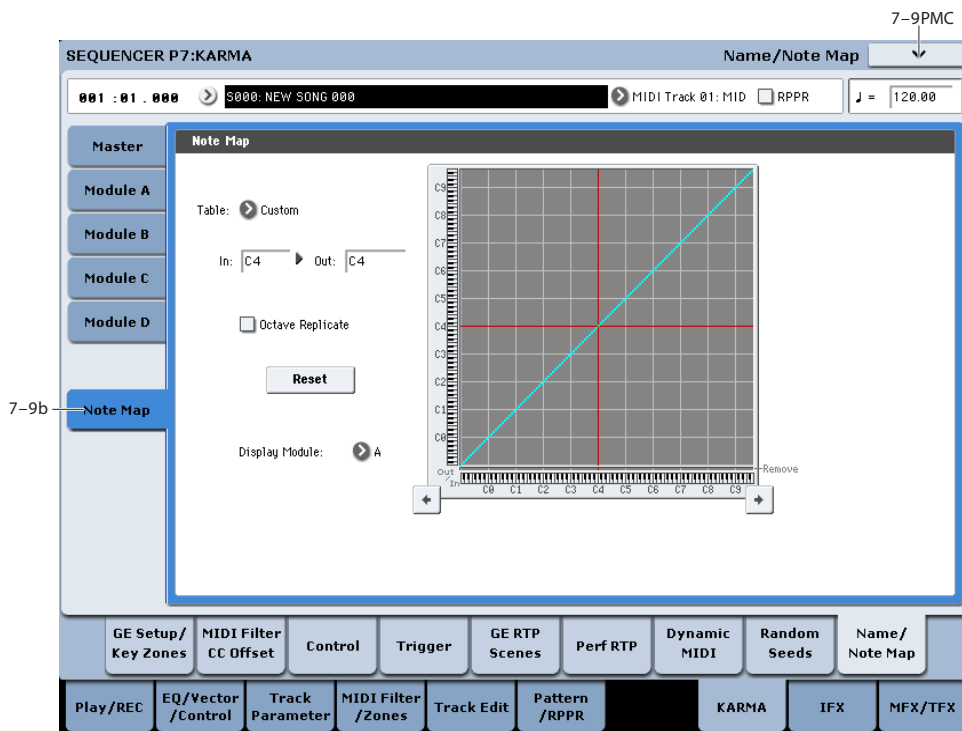 7–9PMC
SEQUENCER P7:KARMA
Name/Note Map
001 :01 . 000
S000: NEW SONG 000
MIDI Track 01: MID
RPPR
♩ = 120.00
Master
Module A
Module B
Module C
Module D
7–9b
Note Map
Note Map
Table: Custom
In: C4
Out: C4
Octave Replicate
Reset
Display Module: A
C9
C8
C7
C6
C5
C4
C3
C2
C1
C0
Out
/In
C0 C1 C2 C3 C4 C5 C6 C7 C8 C9
Remove
GE Setup/
Key Zones
MIDI Filter
CC Offset
Control
Trigger
GE RTP
Scenes
Perf RTP
Dynamic
MIDI
Random
Seeds
Name/
Note Map
Play/REC
EQ/Vector
/Control
Track
Parameter
MIDI Filter
/Zones
Track Edit
Pattern
/RPPR
KARMA
IFX
MFX/TFX